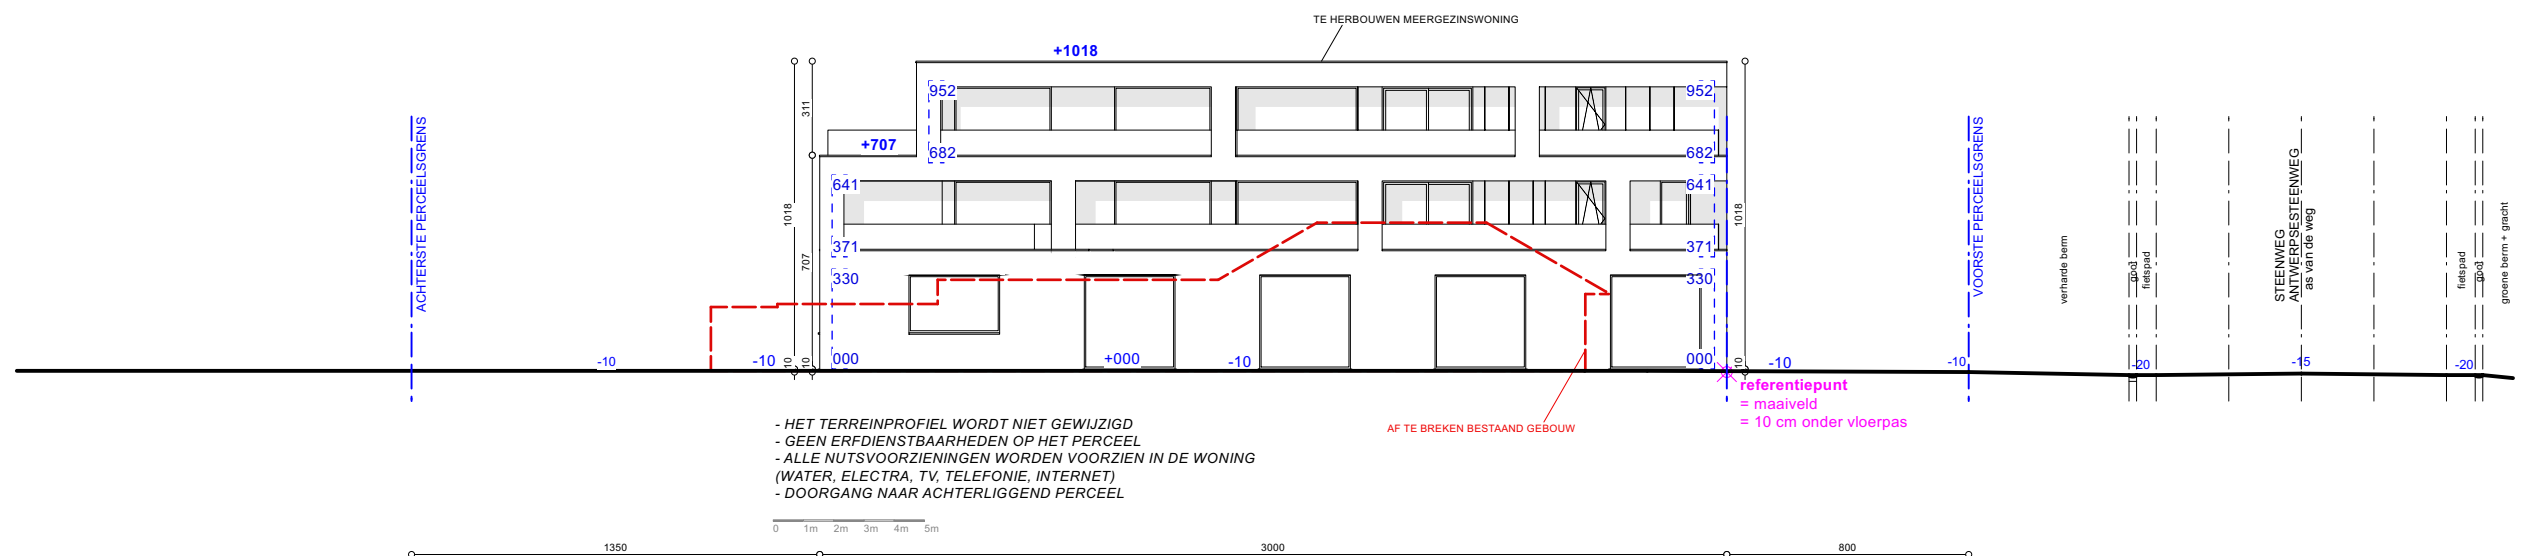 TE HERBOUWEN MEERGEZINSWONING
+1018
952
952
311
+707
682
682
641
641
1018
1018
707
371
371
330
330
ACHTERSTE PERCEELSGRENS
VOORSTE PERCEELSGRENS
verharde berm
goot
fietspad
STEENWEG
ANTWERPSESTEENWEG
as van de weg
fietspad
goot
groene berm + gracht
-10
-10
10
10
000
+000
-10
000
10
-10
-10
-20
-15
-20
referentiepunt
= maaiveld
= 10 cm onder vloerpas
AF TE BREKEN BESTAAND GEBOUW
- HET TERREINPROFIEL WORDT NIET GEWIJZIGD
- GEEN ERFDIENSTBAARHEDEN OP HET PERCEEL
- ALLE NUTSVOORZIENINGEN WORDEN VOORZIEN IN DE WONING
(WATER, ELECTRA, TV, TELEFONIE, INTERNET)
- DOORGANG NAAR ACHTERLIGGEND PERCEEL
0 1m 2m 3m 4m 5m
1350
3000
800